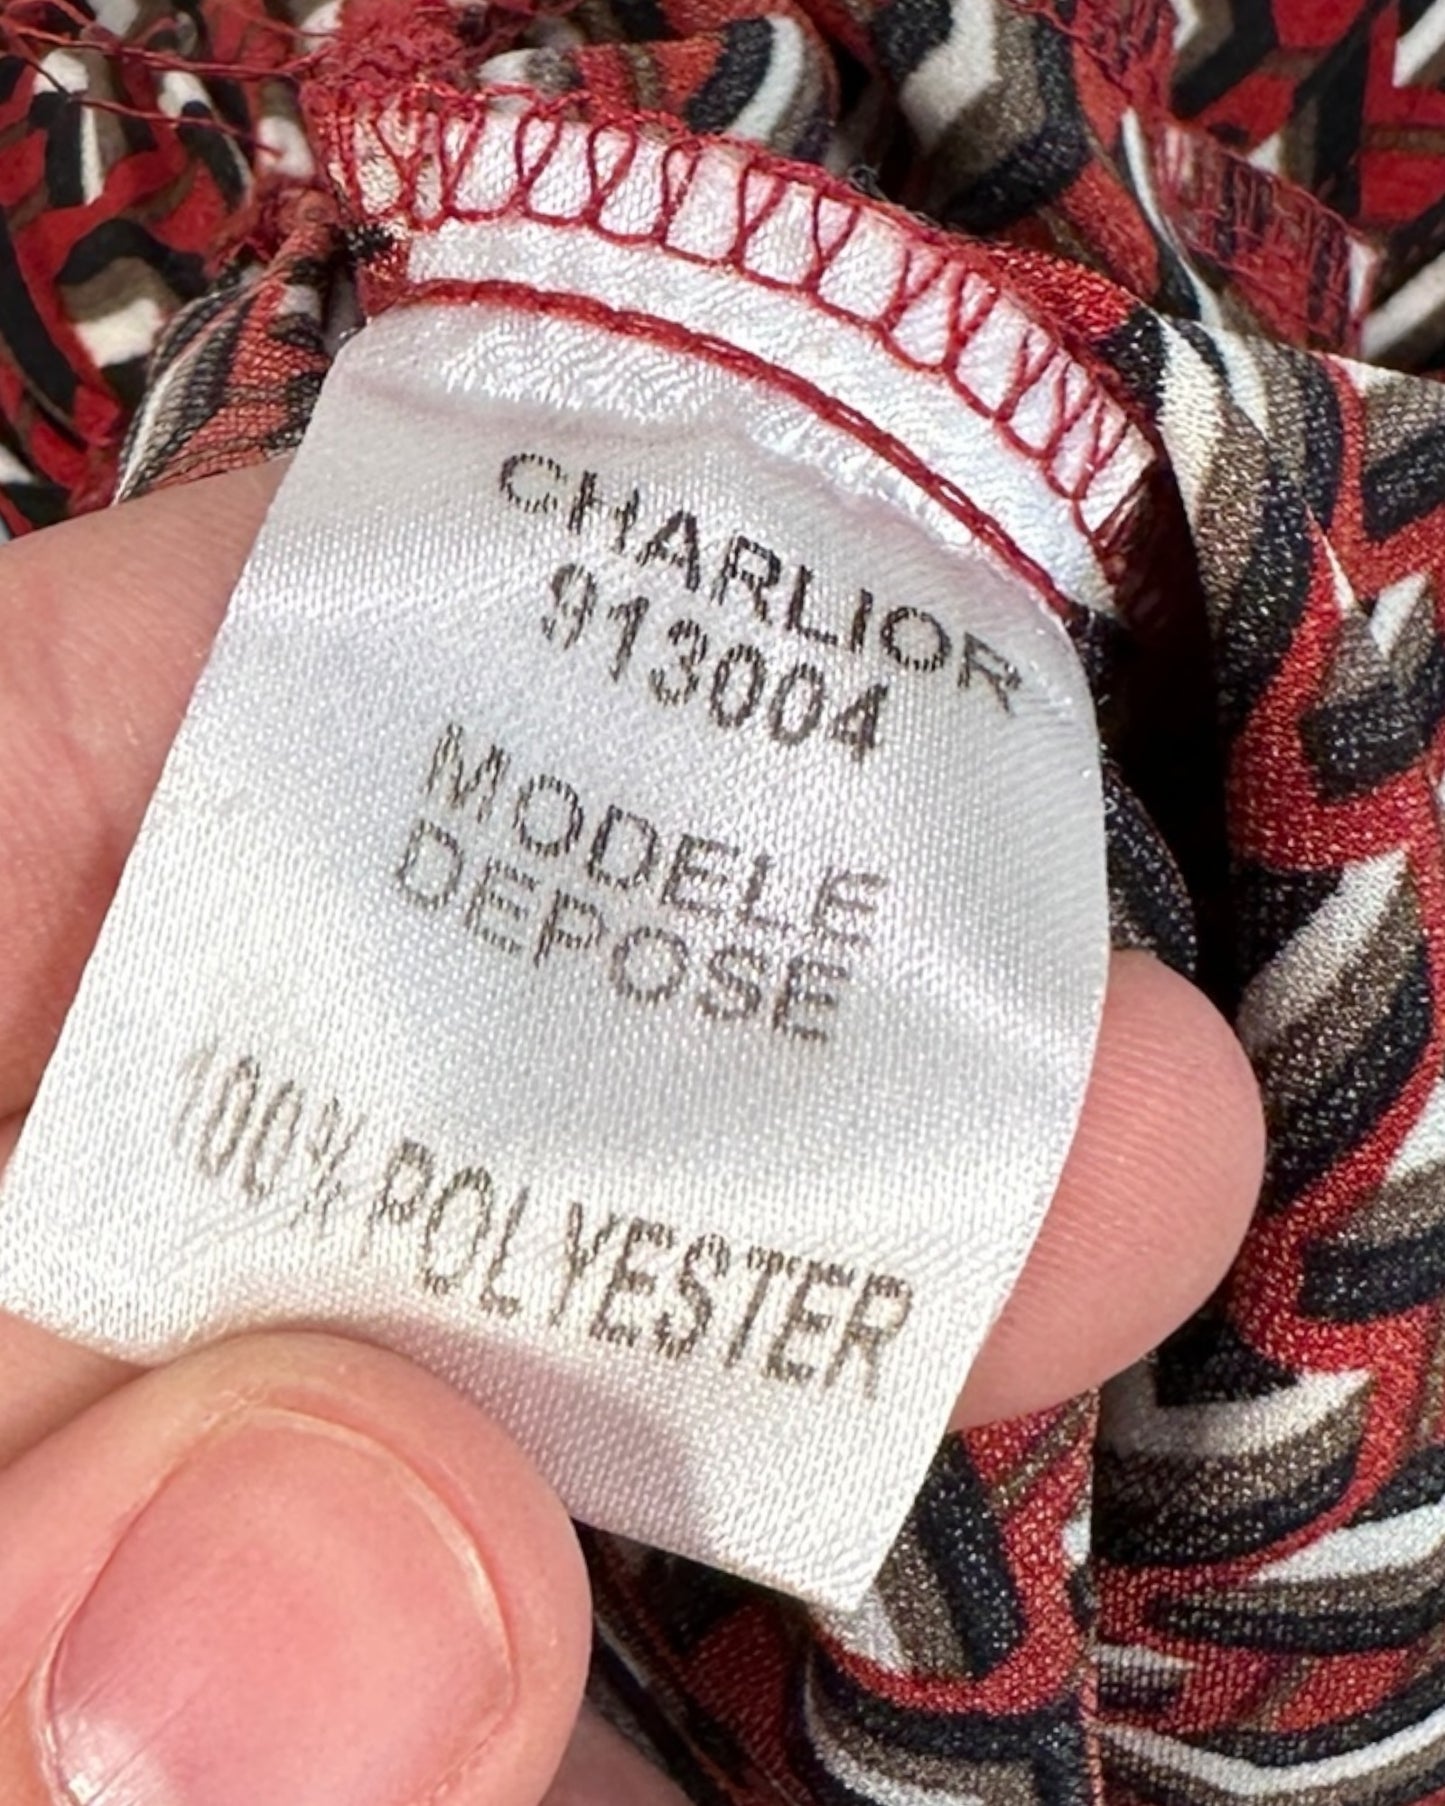 CHARLIOR
913004
MODELE
DEPOSE
100% POLYESTER